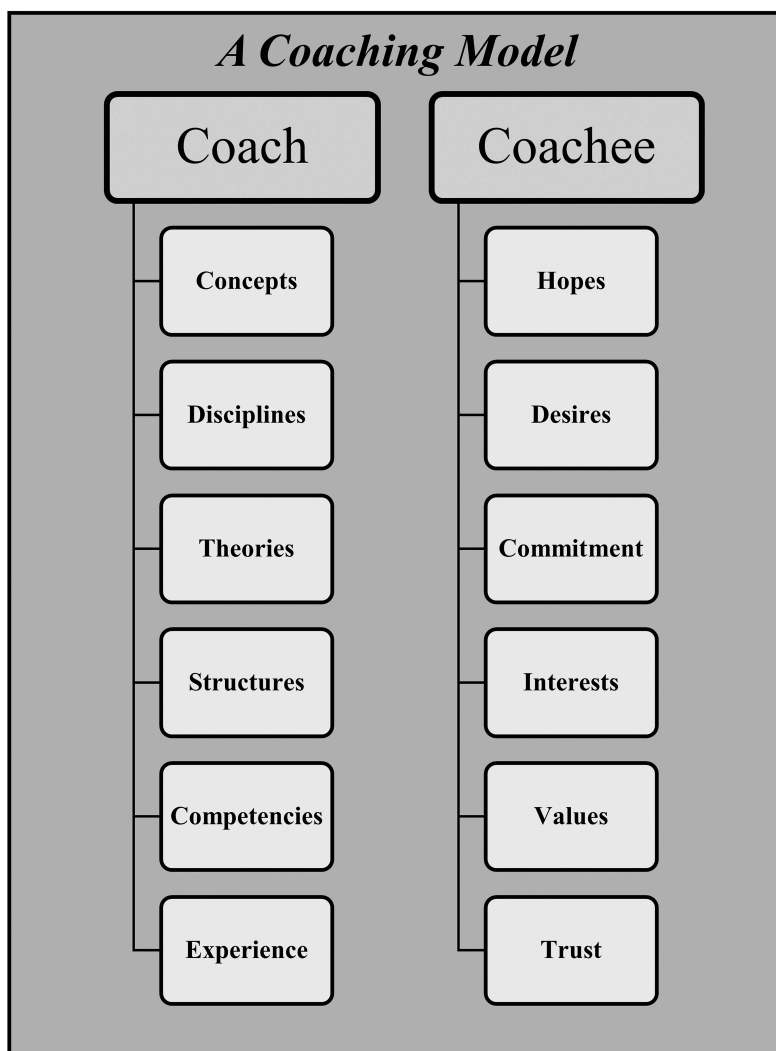 A Coaching Model
Coach
Concepts
Disciplines
Theories
Structures
Competencies
Experience
Coachee
Hopes
Desires
Commitment
Interests
Values
Trust